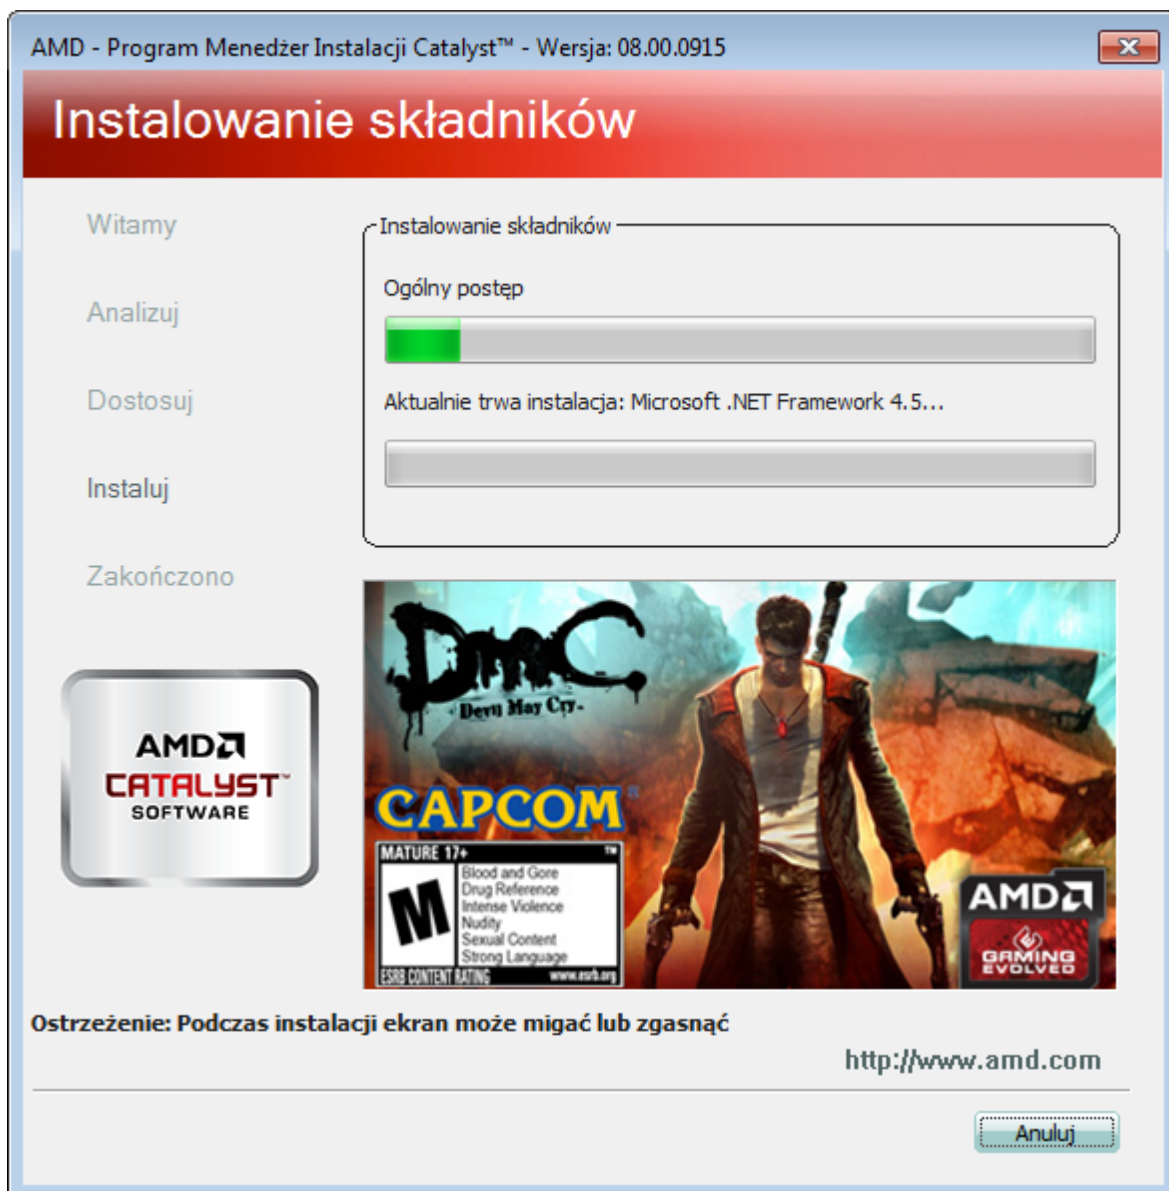 AMD - Program Menedżer Instalacji Catalyst™ - Wersja: 08.00.0915
Instalowanie składników
Witamy
Analizuj
Dostosuj
Instaluj
Zakończono
Instalowanie składników
Ogólny postęp
Aktualnie trwa instalacja: Microsoft .NET Framework 4.5...
AMD
CATALYST™
SOFTWARE
DmC
Devil May Cry
CAPCOM
MATURE 17+
M
Blood and Gore
Drug Reference
Intense Violence
Nudity
Sexual Content
Strong Language
ESRB CONTENT RATING www.esrb.org
AMD
GAMING
EVOLVED
Ostrzeżenie: Podczas instalacji ekran może migać lub zgasnąć
http://www.amd.com
Anuluj